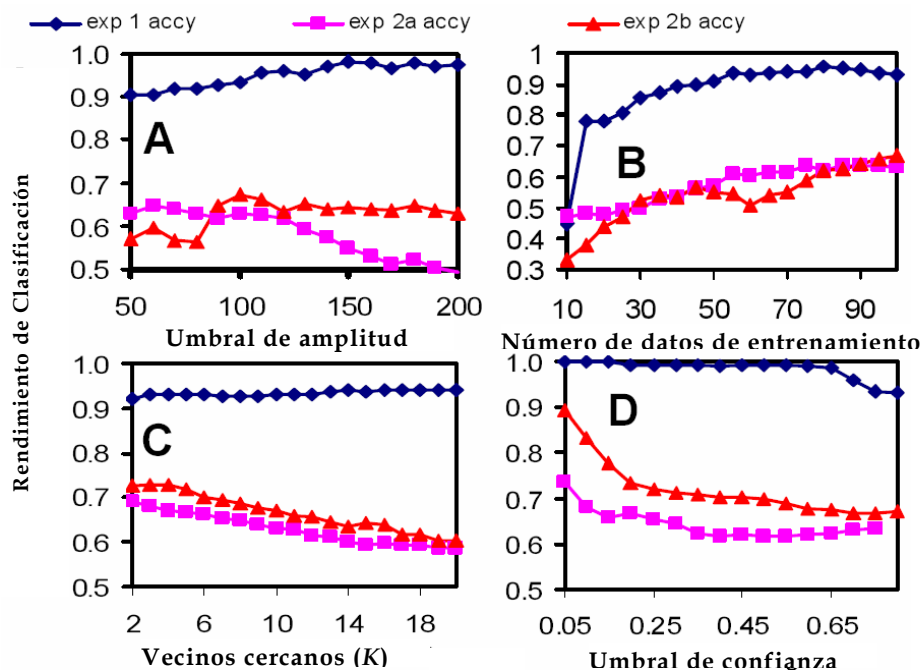 exp 1 accy exp 2a accy exp 2b accy
Rendimiento de Clasificación
A
1.0
0.9
0.8
0.7
0.6
0.5
50 100 150 200
Umbral de amplitud
B
1
0.9
0.8
0.7
0.6
0.5
0.4
0.3
10 30 50 70 90
Número de datos de entrenamiento
C
1.0
0.9
0.8
0.7
0.6
0.5
2 6 10 14 18
Vecinos cercanos (K)
D
1.0
0.9
0.8
0.7
0.6
0.5
0.05 0.25 0.45 0.65
Umbral de confianza